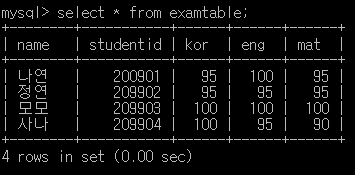 mysql> select * from examtable;
+------+-----------+------+------+------+
| name | studentid | kor | eng | mat |
+------+-----------+------+------+------+
| 나연 | 200901 | 95 | 100 | 95 |
| 정연 | 209902 | 95 | 95 | 95 |
| 모모 | 209903 | 100 | 100 | 100 |
| 사나 | 209904 | 100 | 95 | 90 |
+------+-----------+------+------+------+
4 rows in set (0.00 sec)